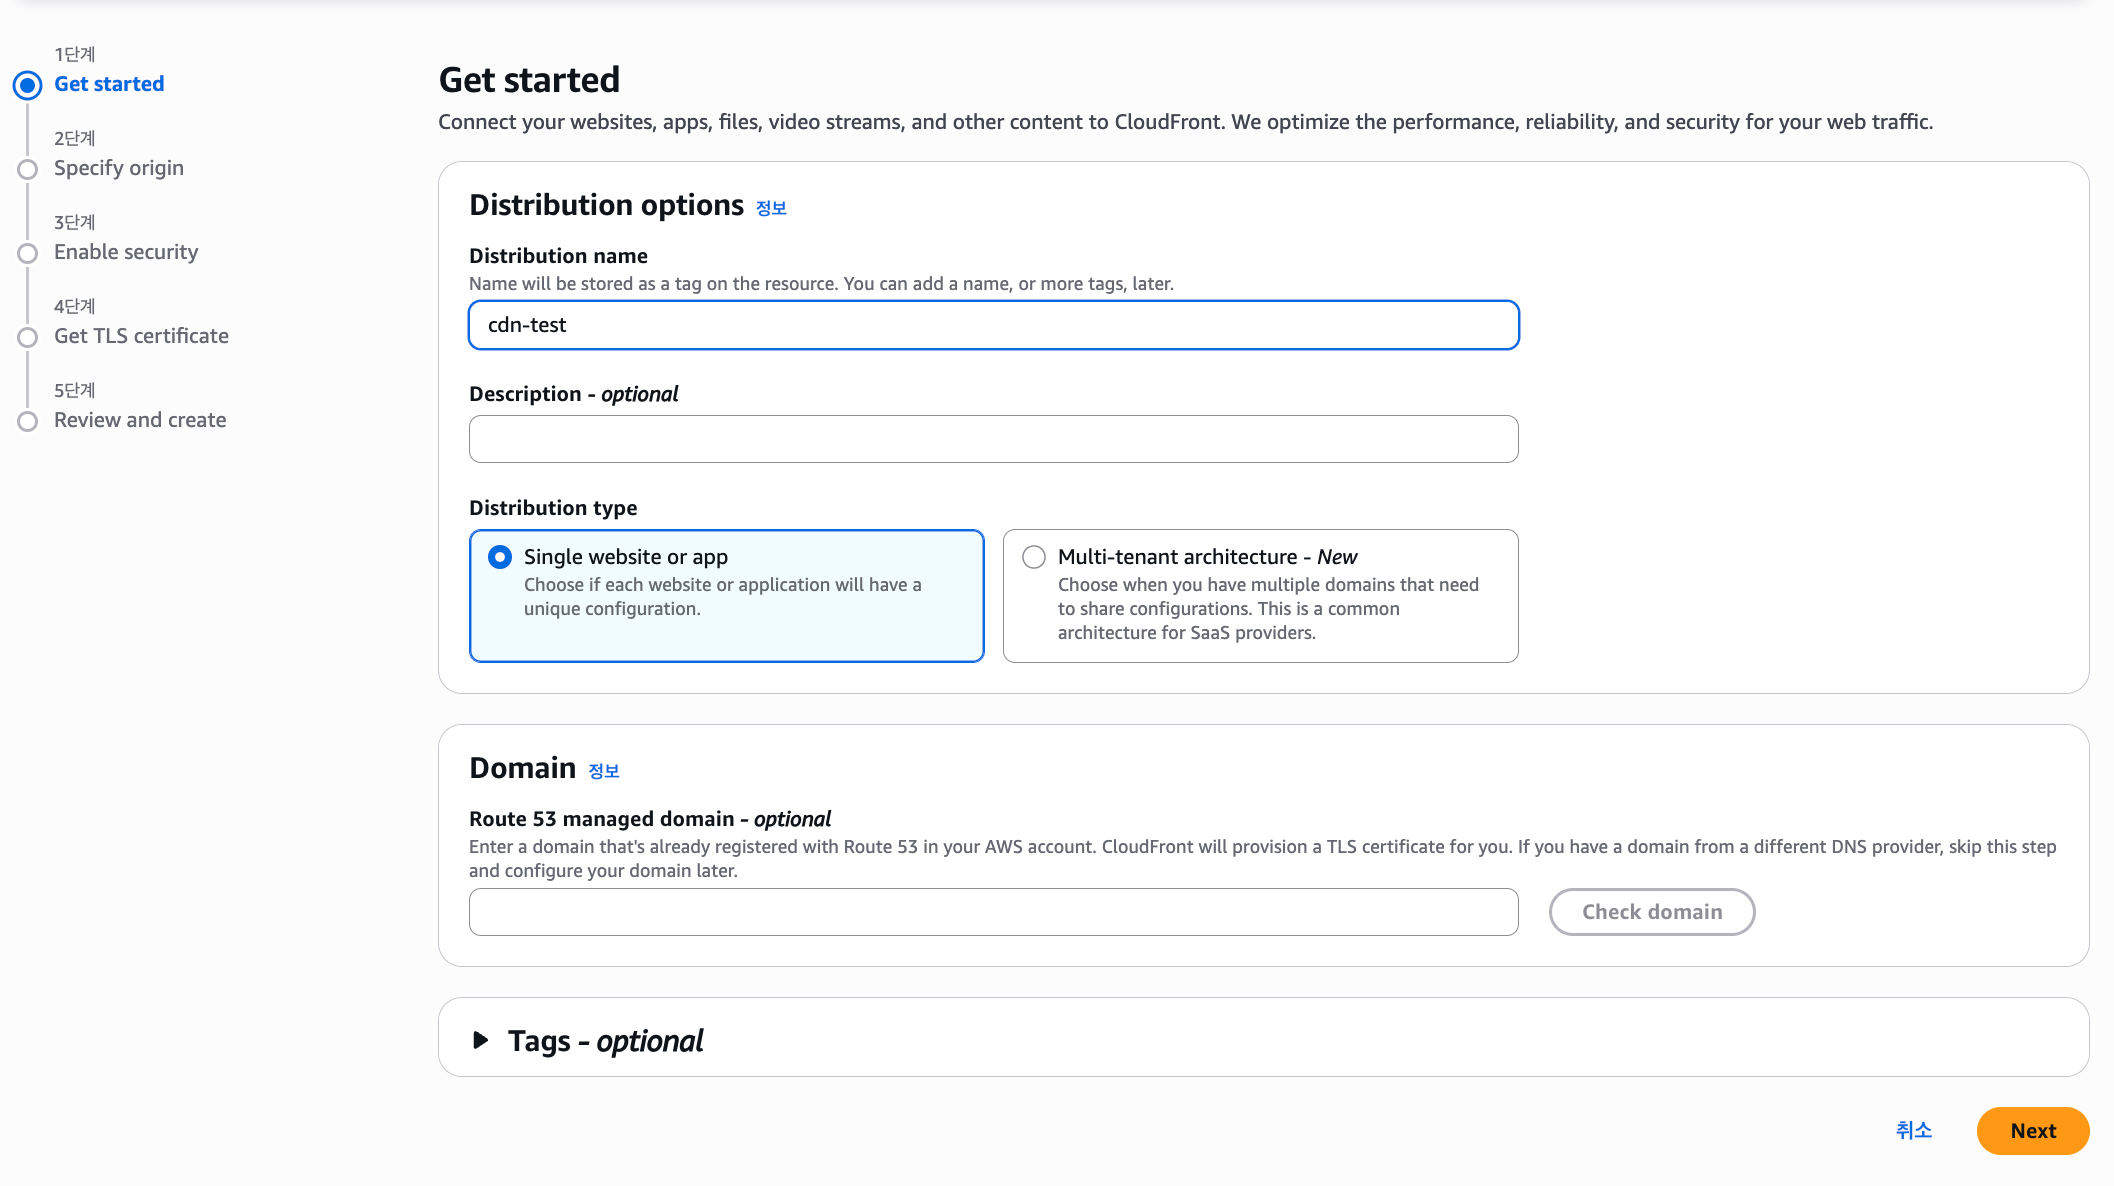 1단계
Get started
2단계
Specify origin
3단계
Enable security
4단계
Get TLS certificate
5단계
Review and create
Get started
Connect your websites, apps, files, video streams, and other content to CloudFront. We optimize the performance, reliability, and security for your web traffic.
Distribution options 정보
Distribution name
Name will be stored as a tag on the resource. You can add a name, or more tags, later.
cdn-test
Description - optional
Distribution type
Single website or app
Choose if each website or application will have a
unique configuration.
Multi-tenant architecture - New
Choose when you have multiple domains that need
to share configurations. This is a common
architecture for SaaS providers.
Domain 정보
Route 53 managed domain - optional
Enter a domain that's already registered with Route 53 in your AWS account. CloudFront will provision a TLS certificate for you. If you have a domain from a different DNS provider, skip this step
and configure your domain later.
Check domain
Tags - optional
취소
Next